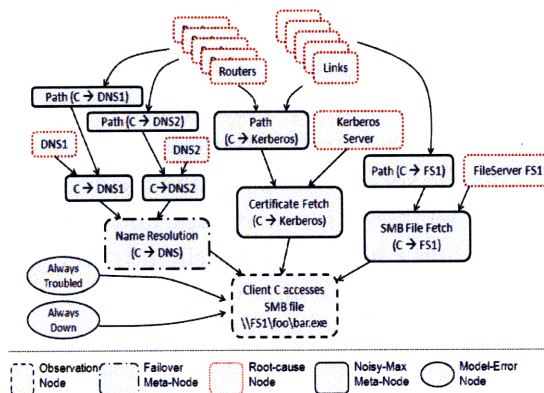 Routers
Links
Path (C → DNS1)
Path (C → DNS2)
Path
(C → Kerberos)
Kerberos
Server
DNS1
DNS2
Path (C → FS1)
FileServer FS1
C → DNS1
C→DNS2
Certificate Fetch
(C → Kerberos)
SMB File Fetch
(C → FS1)
Name Resolution
(C → DNS)
Always
Troubled
Client C accesses
SMB file
\\FS1\foo\bar.exe
Always
Down
Observation
Node
Failover
Meta-Node
Root-cause
Node
Noisy-Max
Meta-Node
Model-Error
Node